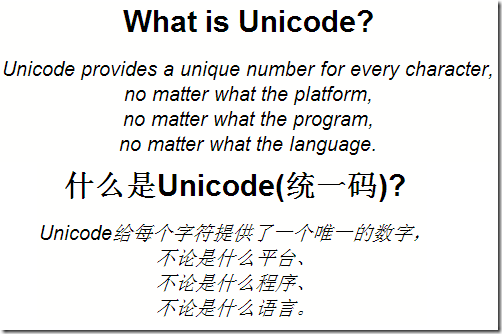 What is Unicode?
Unicode provides a unique number for every character,
no matter what the platform,
no matter what the program,
no matter what the language.
什么是Unicode(统一码)?
Unicode给每个字符提供了一个唯一的数字，
不论是什么平台、
不论是什么程序、
不论是什么语言。